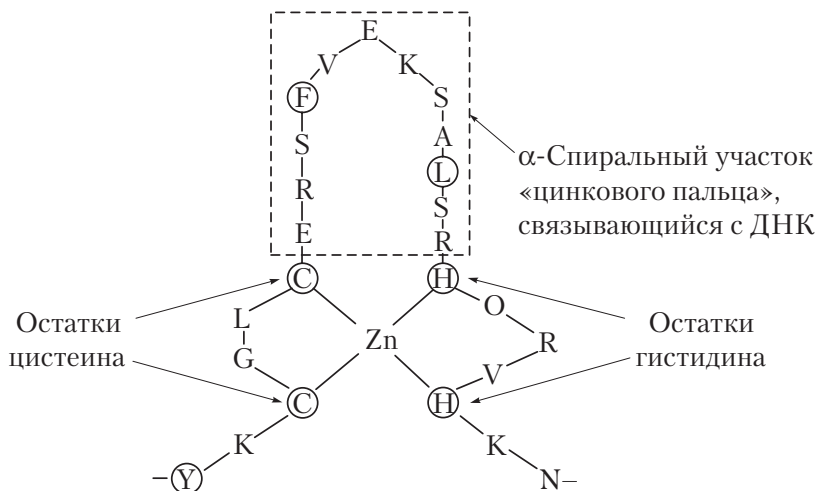 E
V K
F S
S A
R L
S
E R
α-Спиральный участок
«цинкового пальца»,
связывающийся с ДНК
C H
L O
G Zn R
V
C H
Остатки
цистеина
Остатки
гистидина
K K
–Y N–